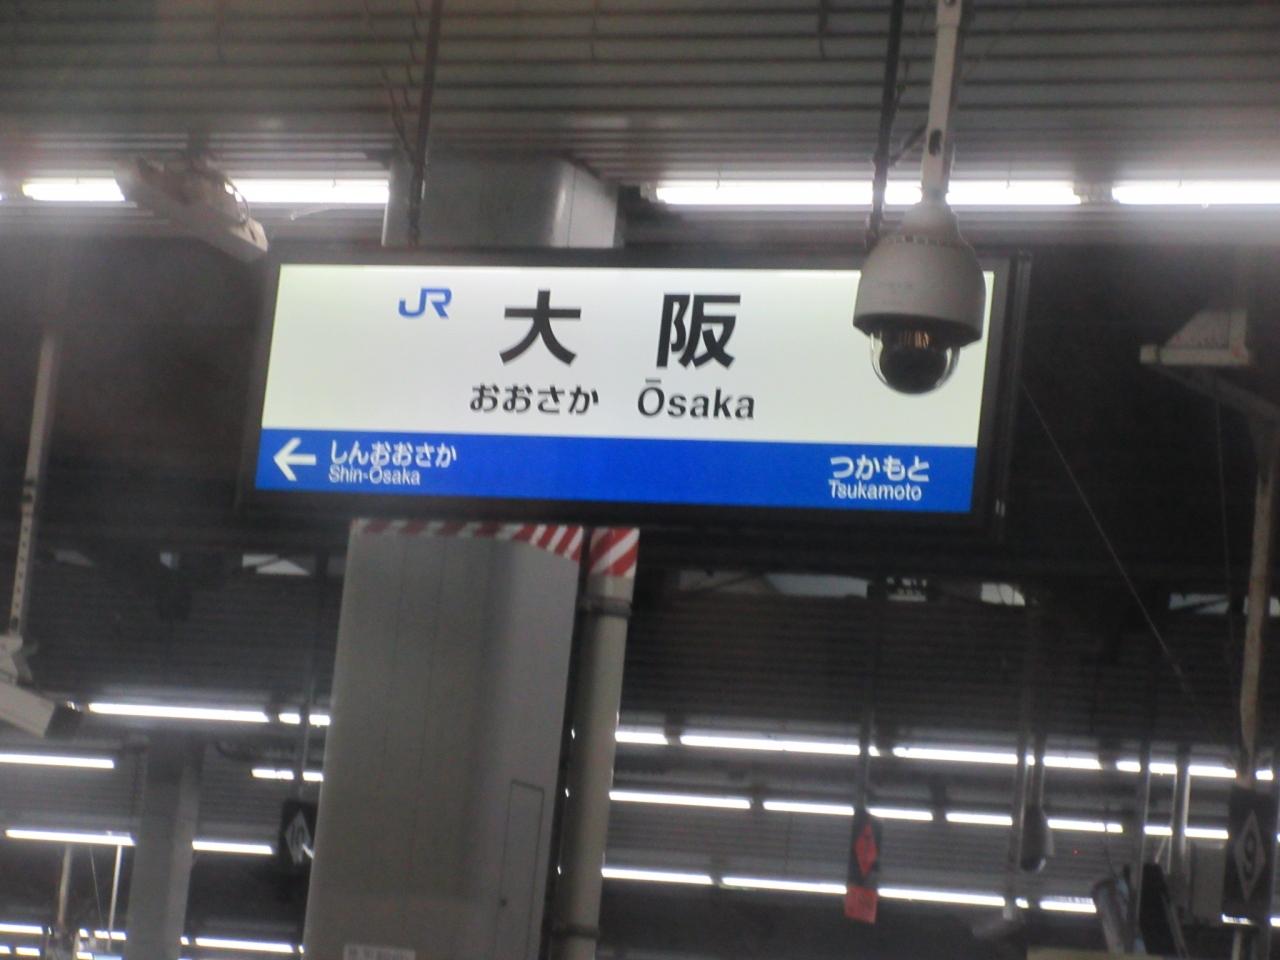 JR 大阪
おおさか Ōsaka
← しんおおさか
Shin-Ōsaka
つかもと
Tsukamoto
9